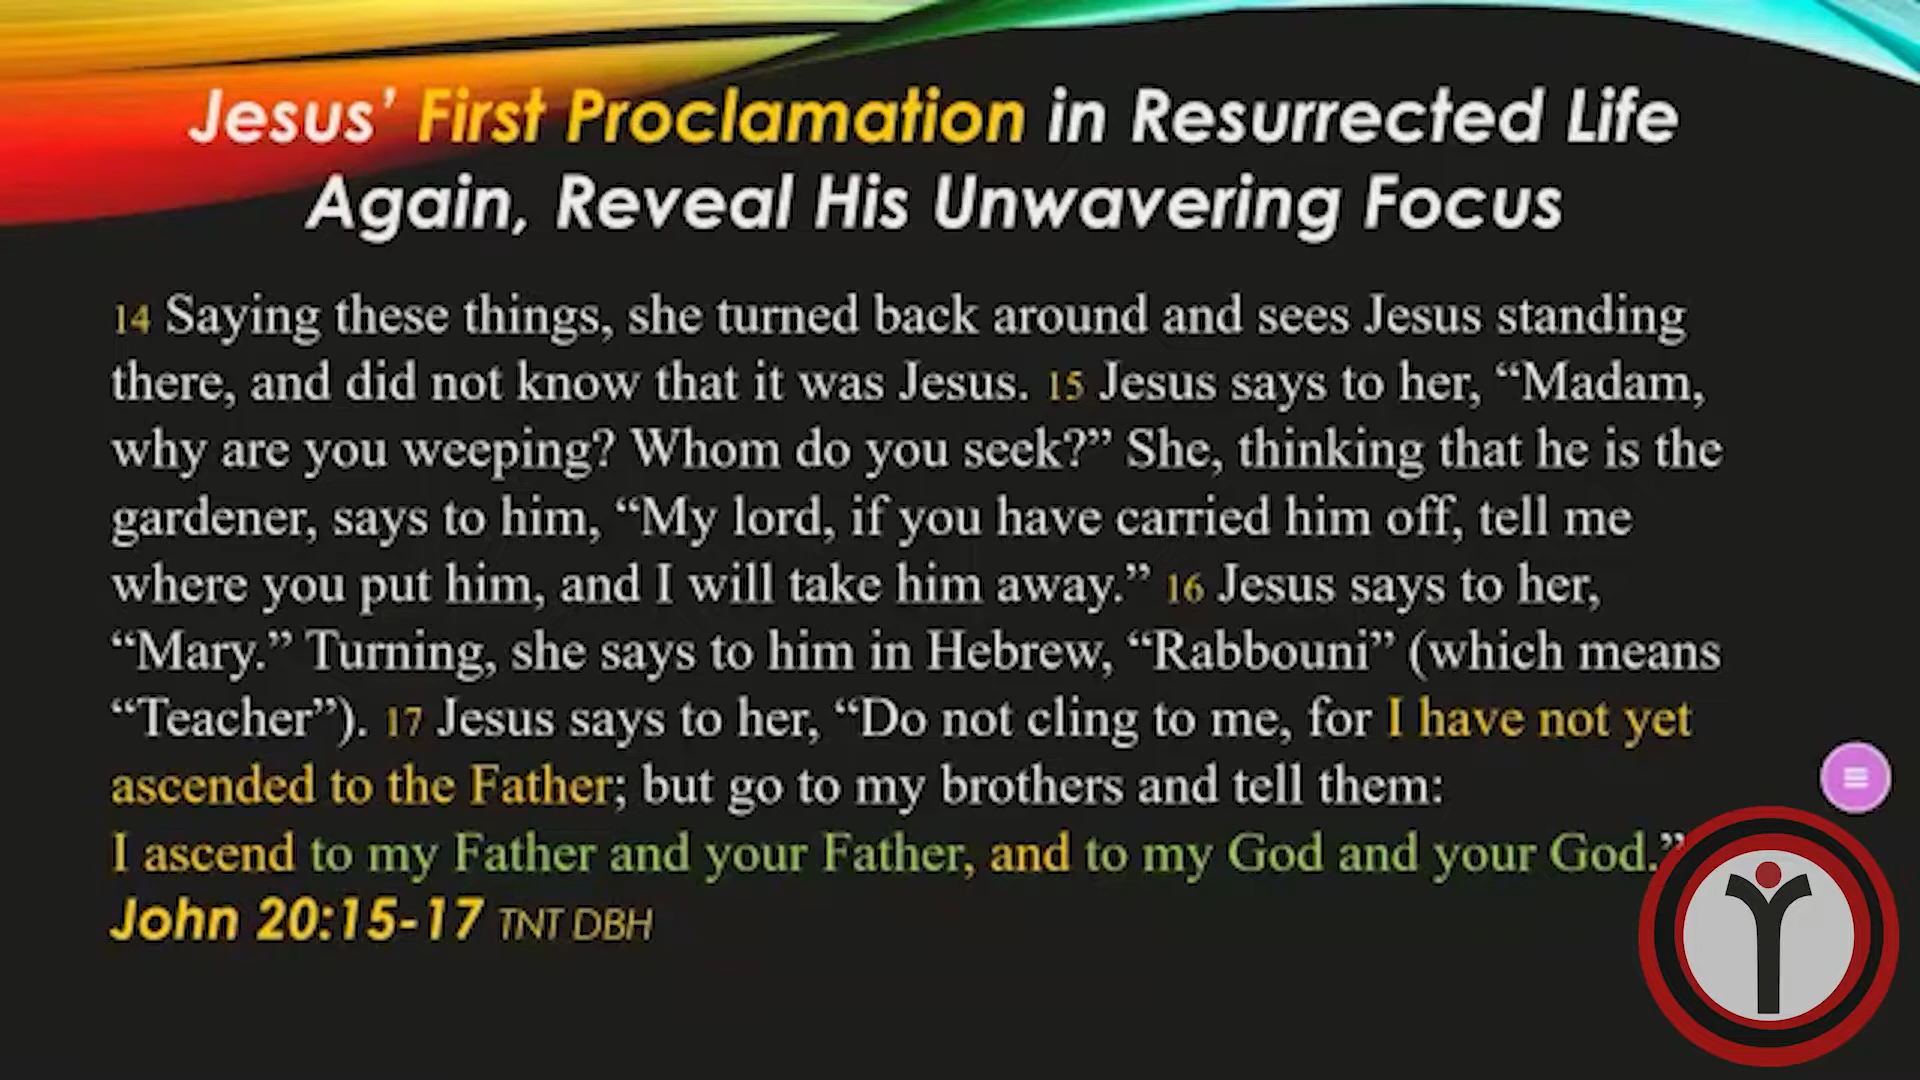 Jesus’ First Proclamation in Resurrected Life
Again, Reveal His Unwavering Focus
14 Saying these things, she turned back around and sees Jesus standing
there, and did not know that it was Jesus. 15 Jesus says to her, “Madam,
why are you weeping? Whom do you seek?” She, thinking that he is the
gardener, says to him, “My lord, if you have carried him off, tell me
where you put him, and I will take him away.” 16 Jesus says to her,
“Mary.” Turning, she says to him in Hebrew, “Rabbouni” (which means
“Teacher”). 17 Jesus says to her, “Do not cling to me, for I have not yet
ascended to the Father; but go to my brothers and tell them:
I ascend to my Father and your Father, and to my God and your God.”
John 20:15-17 TNT DBH